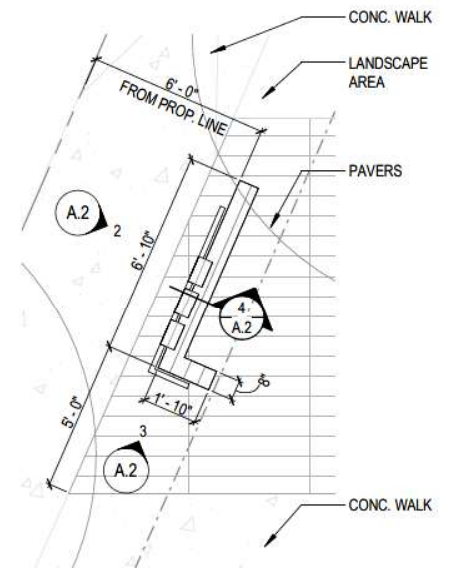 CONC. WALK
LANDSCAPE
AREA
6'-0"
FROM PROP. LINE
PAVERS
A.2
2
6'-10"
4
A.2
8"
1'-10"
5'-0"
3
A.2
CONC. WALK